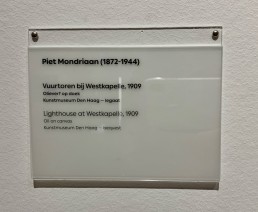 Piet Mondriaan (1872-1944)
Vuurtoren bij Westkapelle, 1909
Olieverf op doek
Kunstmuseum Den Haag – legaat
Lighthouse at Westkapelle, 1909
Oil on canvas
Kunstmuseum Den Haag – bequest